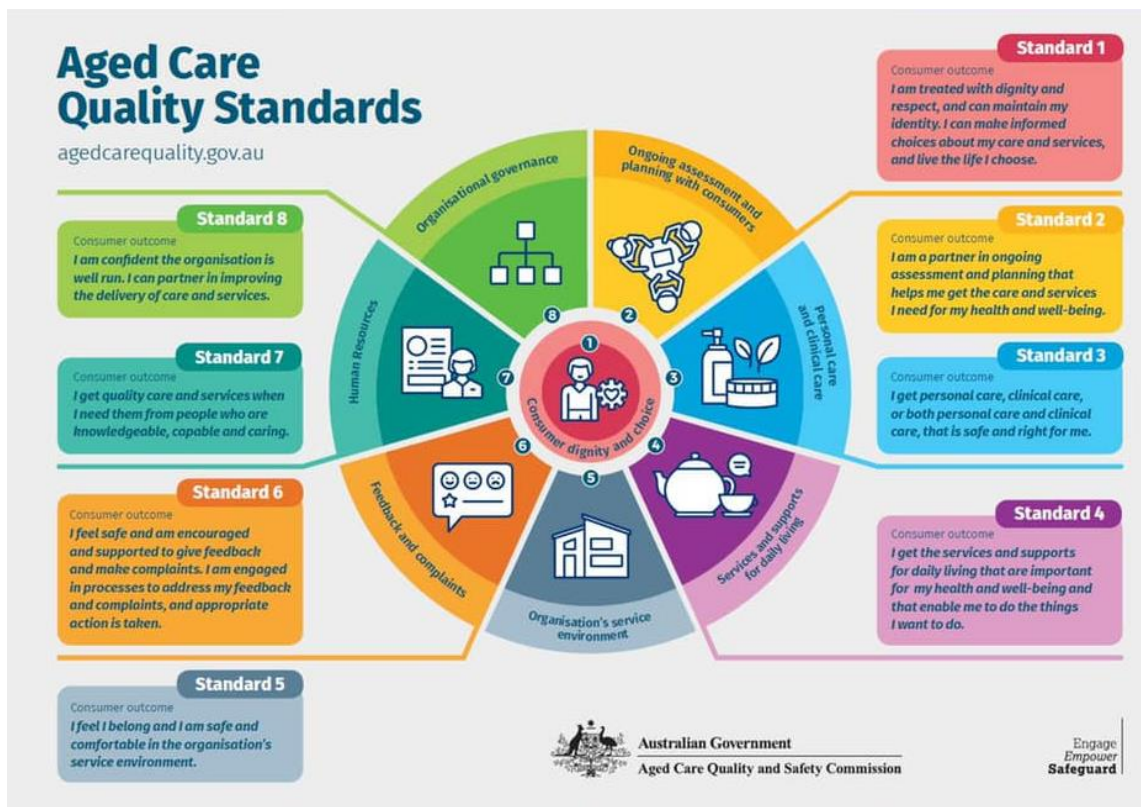 Aged Care
Quality Standards
agedcarequality.gov.au
Standard 1
Consumer outcome
I am treated with dignity and
respect, and can maintain my
identity. I can make informed
choices about my care and services,
and live the life I choose.
Standard 2
Consumer outcome
I am a partner in ongoing
assessment and planning that
helps me get the care and services
I need for my health and well-being.
Standard 3
Consumer outcome
I get personal care, clinical care,
or both personal care and clinical
care, that is safe and right for me.
Standard 4
Consumer outcome
I get the services and supports
for daily living that are important
for my health and well-being and
that enable me to do the things
I want to do.
Standard 5
Consumer outcome
I feel I belong and I am safe and
comfortable in the organisation's
service environment.
Standard 6
Consumer outcome
I feel safe and am encouraged
and supported to give feedback
and make complaints. I am engaged
in processes to address my feedback
and complaints, and appropriate
action is taken.
Standard 7
Consumer outcome
I get quality care and services when
I need them from people who are
knowledgeable, capable and caring.
Standard 8
Consumer outcome
I am confident the organisation is
well run. I can partner in improving
the delivery of care and services.
1
Consumer dignity and choice
2
Ongoing assessment and
planning with consumers
3
Personal care
and clinical care
4
Services and supports
for daily living
5
Organisation's service
environment
6
Feedback and complaints
7
Human Resources
8
Organisational governance
Australian Government
Aged Care Quality and Safety Commission
Engage
Empower
Safeguard